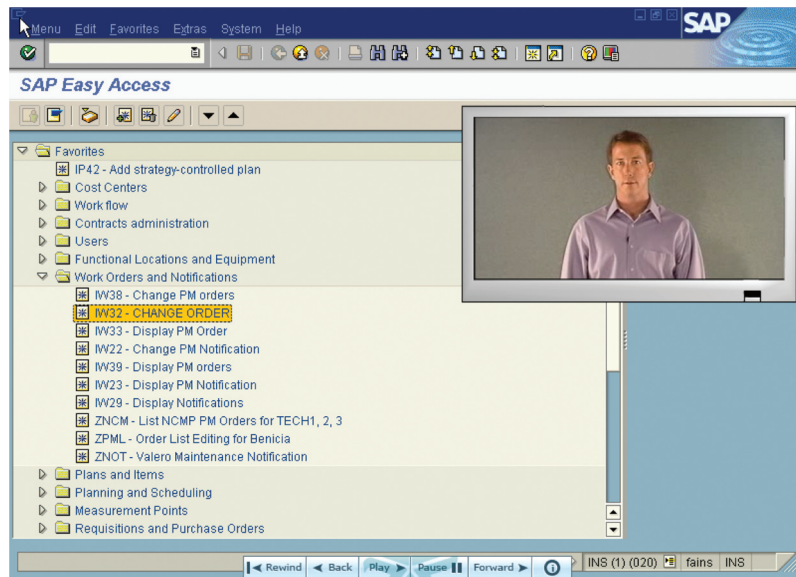 Menu Edit Favorites Extras System Help
SAP
SAP Easy Access
Favorites
IP42 - Add strategy-controlled plan
Cost Centers
Work flow
Contracts administration
Users
Functional Locations and Equipment
Work Orders and Notifications
IW38 - Change PM orders
IW32 - CHANGE ORDER
IW33 - Display PM Order
IW22 - Change PM Notification
IW39 - Display PM orders
IW23 - Display PM Notification
IW29 - Display Notifications
ZNCM - List NCMP PM Orders for TECH1, 2, 3
ZPML - Order List Editing for Benicia
ZNOT - Valero Maintenance Notification
Plans and Items
Planning and Scheduling
Measurement Points
Requisitions and Purchase Orders
Rewind Back Play Pause Forward INS (1) (020) fains INS